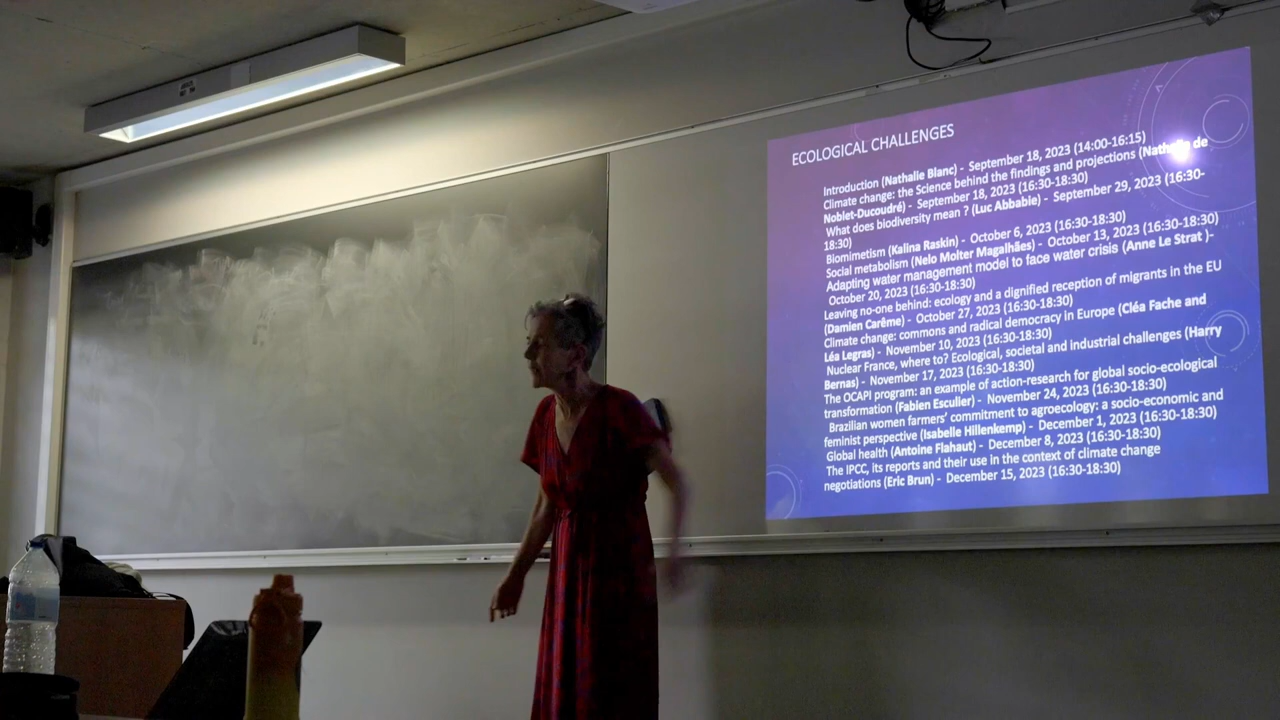 ECOLOGICAL CHALLENGES
Introduction (Nathalie Blanc) - September 18, 2023 (14:00-16:15)
Climate change: the Science behind the findings and projections (Nathalie de
Noblet-Ducoudré) - September 18, 2023 (16:30-18:30)
What does biodiversity mean ? (Luc Abbadie) - September 29, 2023 (16:30-
18:30)
Biomimetism (Kalina Raskin) - October 6, 2023 (16:30-18:30)
Social metabolism (Nelo Molter Magalhães) - October 13, 2023 (16:30-18:30)
Adapting water management model to face water crisis (Anne Le Strat )-
October 20, 2023 (16:30-18:30)
Leaving no-one behind: ecology and a dignified reception of migrants in the EU
(Damien Carême) - October 27, 2023 (16:30-18:30)
Climate change: commons and radical democracy in Europe (Cléa Fache and
Léa Legras) - November 10, 2023 (16:30-18:30)
Nuclear France, where to? Ecological, societal and industrial challenges (Harry
Bernas) - November 17, 2023 (16:30-18:30)
The OCAPI program: an example of action-research for global socio-ecological
transformation (Fabien Esculier) - November 24, 2023 (16:30-18:30)
Brazilian women farmers' commitment to agroecology: a socio-economic and
feminist perspective (Isabelle Hillenkemp) - December 1, 2023 (16:30-18:30)
Global health (Antoine Flahaut) - December 8, 2023 (16:30-18:30)
The IPCC, its reports and their use in the context of climate change
negotiations (Eric Brun) - December 15, 2023 (16:30-18:30)